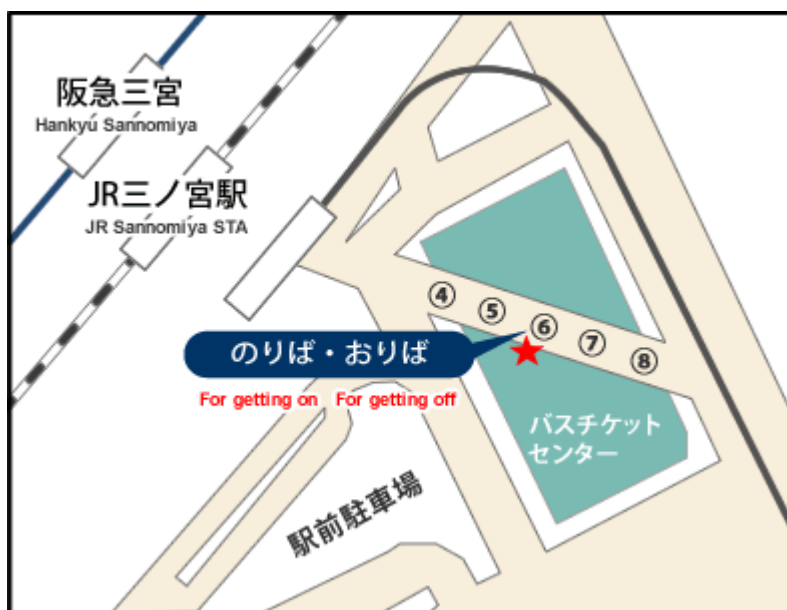 阪急三宮
Hankyú Sannomiya
JR三ノ宮駅
JR Sannomiya STA
④
⑤
⑥
⑦
⑧
のりば・おりば
For getting on For getting off
バスチケット
センター
駅前駐車場